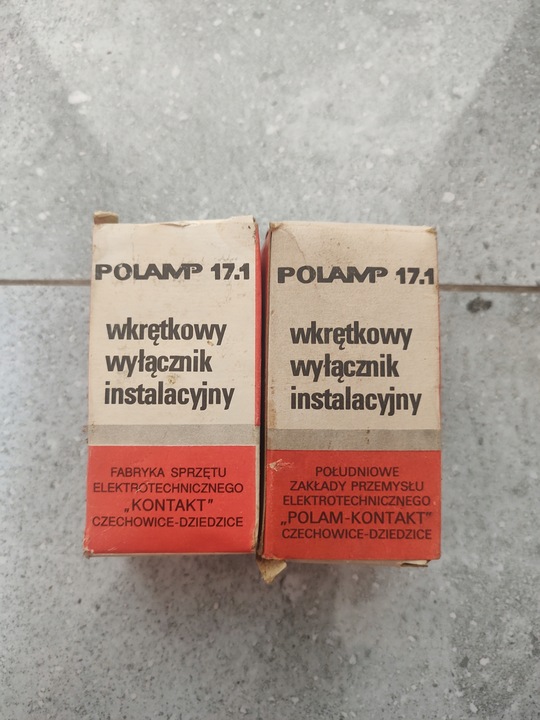 POLAMP 17.1
wkrętkowy
wyłącznik
instalacyjny
FABRYKA SPRZĘTU
ELEKTROTECHNICZNEGO
„KONTAKT”
CZECHOWICE-DZIEDZICE
POLAMP 17.1
wkrętkowy
wyłącznik
instalacyjny
POŁUDNIOWE
ZAKŁADY PRZEMYSŁU
ELEKTROTECHNICZNEGO
„POLAM-KONTAKT”
CZECHOWICE-DZIEDZICE